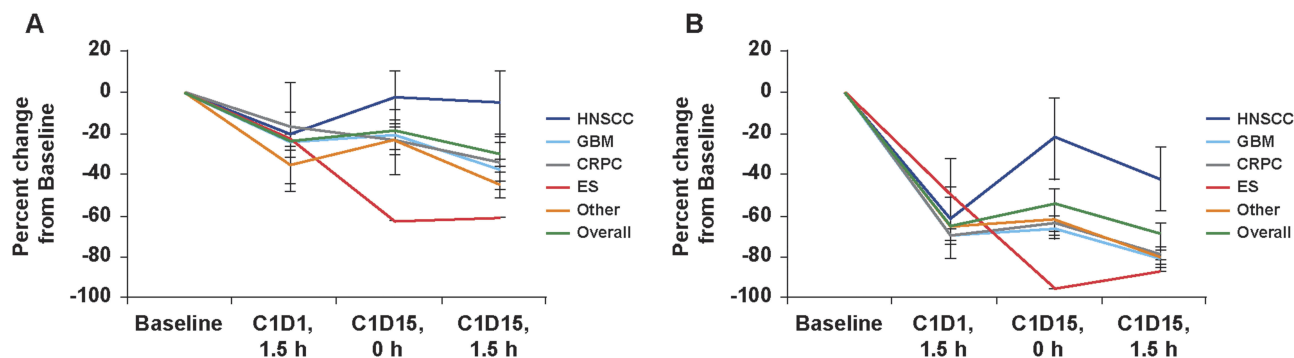 A
Percent change
from Baseline
20
0
-20
-40
-60
-80
-100
Baseline
C1D1,
1.5 h
C1D15,
0 h
C1D15,
1.5 h
HNSCC
GBM
CRPC
ES
Other
Overall
B
Percent change
from Baseline
20
0
-20
-40
-60
-80
-100
Baseline
C1D1,
1.5 h
C1D15,
0 h
C1D15,
1.5 h
HNSCC
GBM
CRPC
ES
Other
Overall